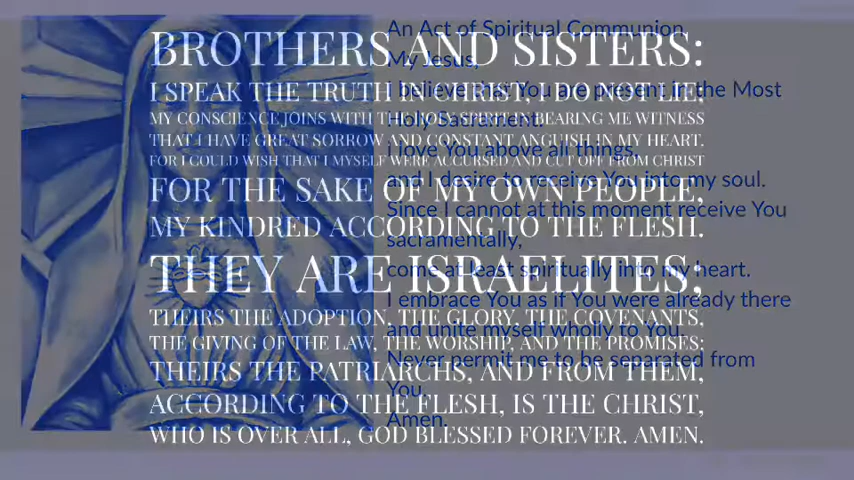 BROTHERS AND SISTERS:
I SPEAK THE TRUTH IN CHRIST, I DO NOT LIE;
MY CONSCIENCE JOINS WITH THE HOLY SPIRIT IN BEARING ME WITNESS
THAT I HAVE GREAT SORROW AND CONSTANT ANGUISH IN MY HEART.
FOR I COULD WISH THAT I MYSELF WERE ACCURSED AND CUT OFF FROM CHRIST
FOR THE SAKE OF MY OWN PEOPLE,
MY KINDRED ACCORDING TO THE FLESH.
THEY ARE ISRAELITES;
THEIRS THE ADOPTION, THE GLORY, THE COVENANTS,
THE GIVING OF THE LAW, THE WORSHIP, AND THE PROMISES;
THEIRS THE PATRIARCHS, AND FROM THEM,
ACCORDING TO THE FLESH, IS THE CHRIST,
WHO IS OVER ALL, GOD BLESSED FOREVER. AMEN.
An Act of Spiritual Communion
My Jesus,
I believe that You are present in the Most
Holy Sacrament.
I love You above all things,
and I desire to receive You into my soul.
Since I cannot at this moment receive You
sacramentally,
come at least spiritually into my heart.
I embrace You as if You were already there
and unite myself wholly to You.
Never permit me to be separated from
You.
Amen.